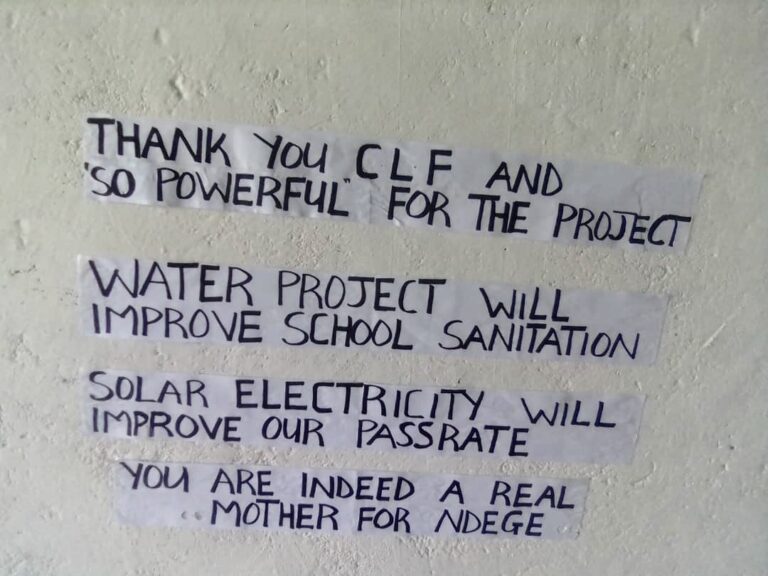 THANK YOU CLF AND
"SO POWERFUL" FOR THE PROJECT
WATER PROJECT WILL
IMPROVE SCHOOL SANITATION
SOLAR ELECTRICITY WILL
IMPROVE OUR PASSRATE
YOU ARE INDEED A REAL
MOTHER FOR NDEGE